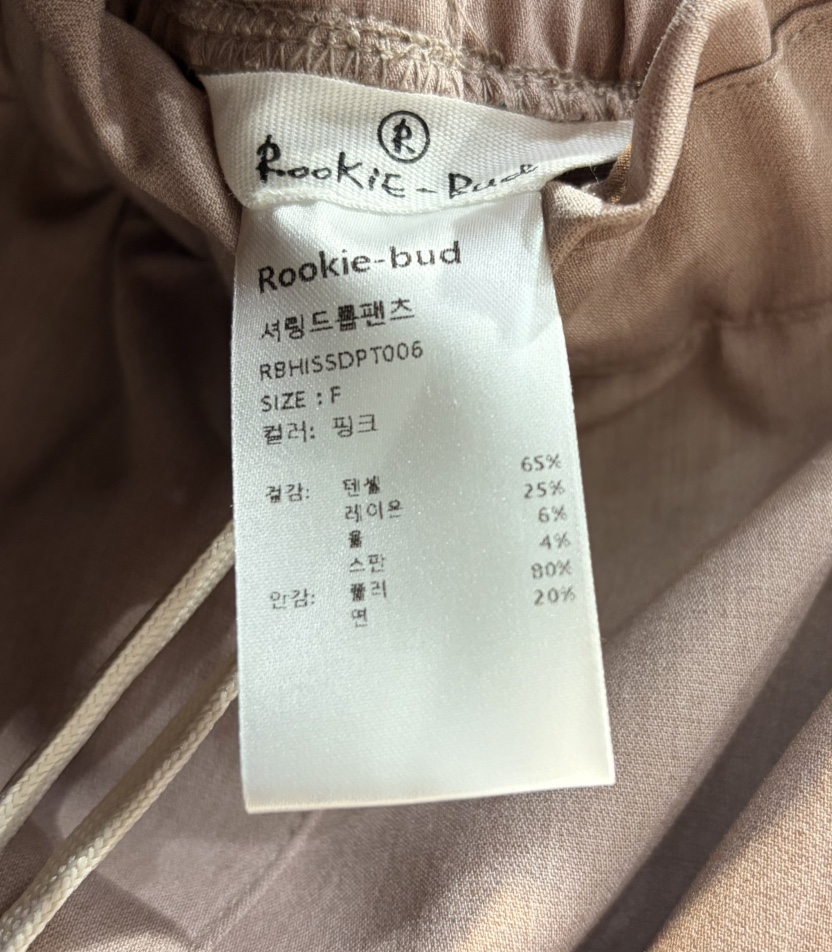 ®
Rookie-Bud
Rookie-bud
셔링드롭팬츠
RBHISSDPT006
SIZE : F
컬러: 핑크
겉감: 텐셀 65%
레이온 25%
울 6%
스판 4%
안감: 폴리 80%
면 20%